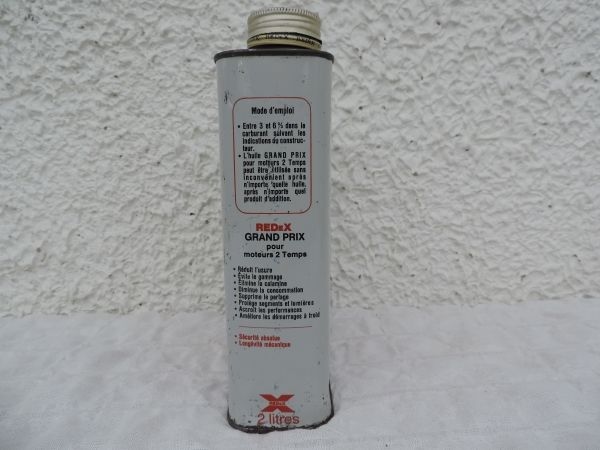 Mode d'emploi
• Entre 3 et 6 % dans le
carburant suivant les
indications du construc-
teur.
• L'huile GRAND PRIX
pour moteurs 2 Temps
peut être utilisée sans
inconvénient après
n'importe quelle huile,
après n'importe quel
produit d'addition.
REDEX
GRAND PRIX
pour
moteurs 2 Temps
• Réduit l'usure
• Evite le gommage
• Elimine la calamine
• Diminue la consommation
• Supprime le perlage
• Protège segments et lumières
• Accroît les performances
• Améliore les démarrages à froid
• Sécurité absolue
• Longévité mécanique
2 litres